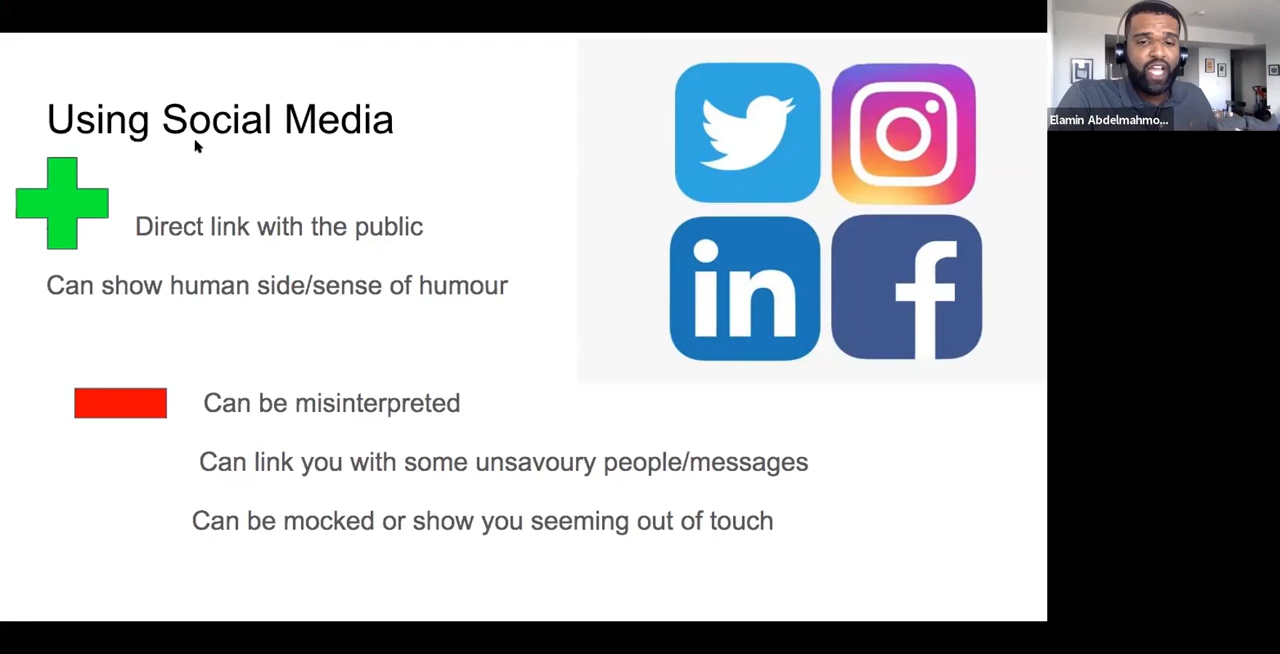 Using Social Media
Direct link with the public
Can show human side/sense of humour
Can be misinterpreted
Can link you with some unsavoury people/messages
Can be mocked or show you seeming out of touch
in
f
Elamin Abdelmahmo...